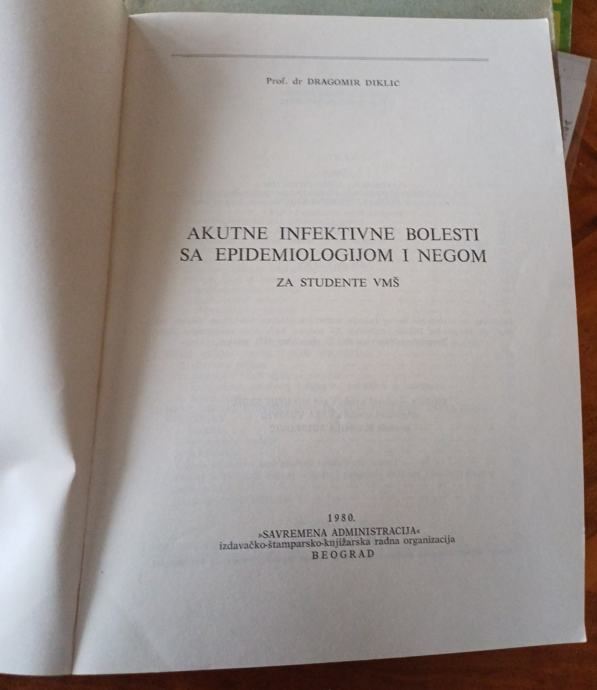 Prof. dr DRAGOMIR DIKLIĆ
AKUTNE INFEKTIVNE BOLESTI
SA EPIDEMIOLOGIJOM I NEGOM
ZA STUDENTE VMŠ
1980.
»SAVREMENA ADMINISTRACIJA«
izdavačko-štamparsko-knjižarska radna organizacija
BEOGRAD